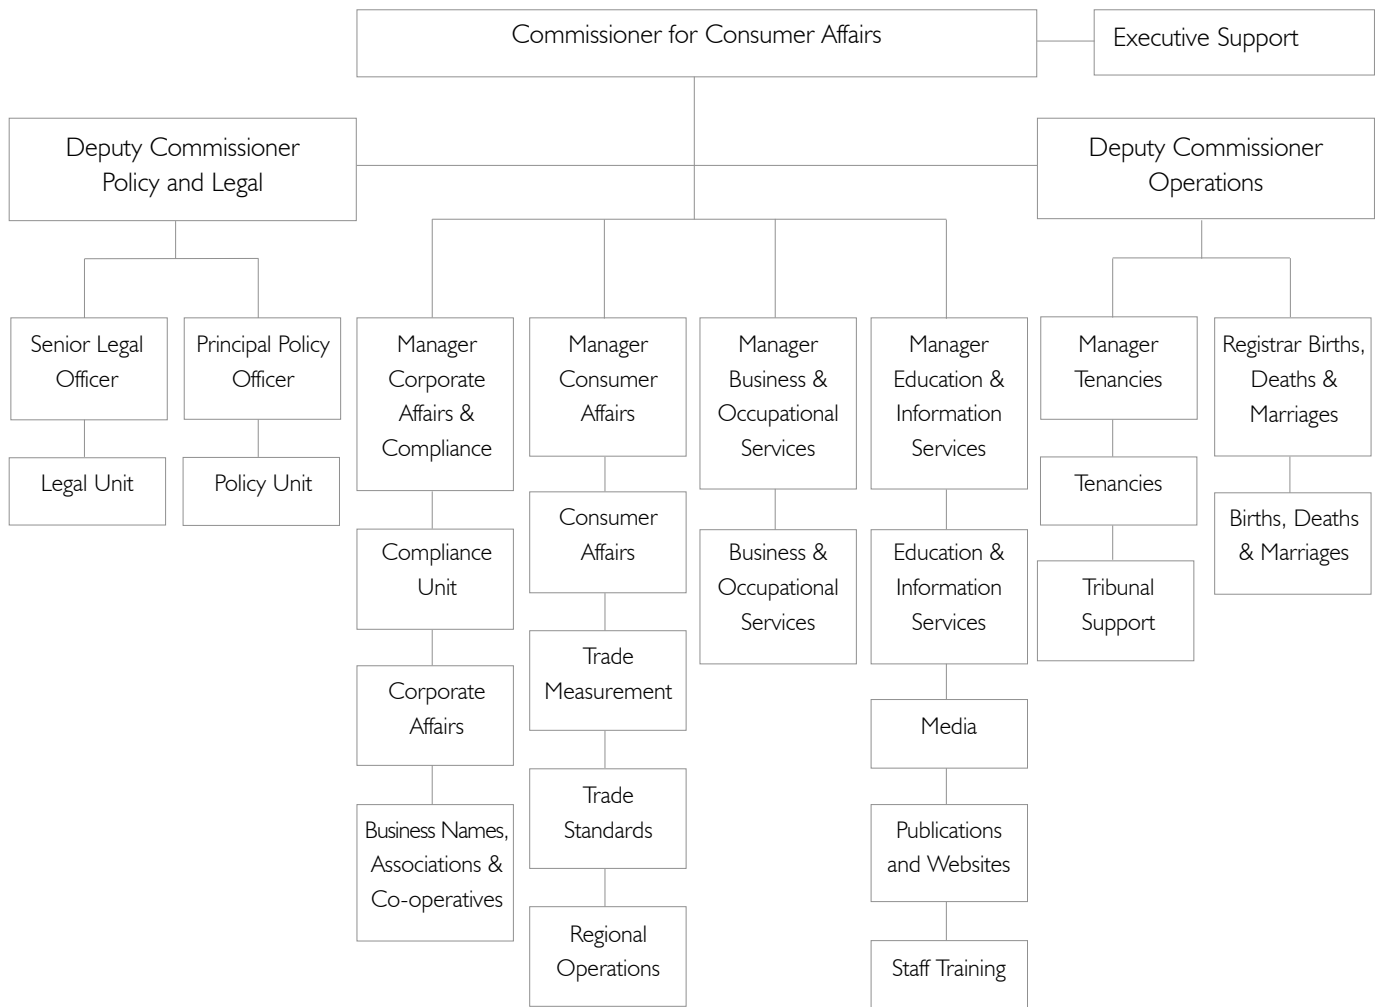 Commissioner for Consumer Affairs
Executive Support
Deputy Commissioner
Policy and Legal
Deputy Commissioner
Operations
Senior Legal
Officer
Legal Unit
Principal Policy
Officer
Policy Unit
Manager
Corporate
Affairs &
Compliance
Compliance
Unit
Corporate
Affairs
Business Names,
Associations &
Co-operatives
Manager
Consumer
Affairs
Consumer
Affairs
Trade
Measurement
Trade
Standards
Regional
Operations
Manager
Business &
Occupational
Services
Business &
Occupational
Services
Manager
Education &
Information
Services
Education &
Information
Services
Media
Publications
and Websites
Staff Training
Manager
Tenancies
Tenancies
Tribunal
Support
Registrar Births,
Deaths &
Marriages
Births, Deaths
& Marriages